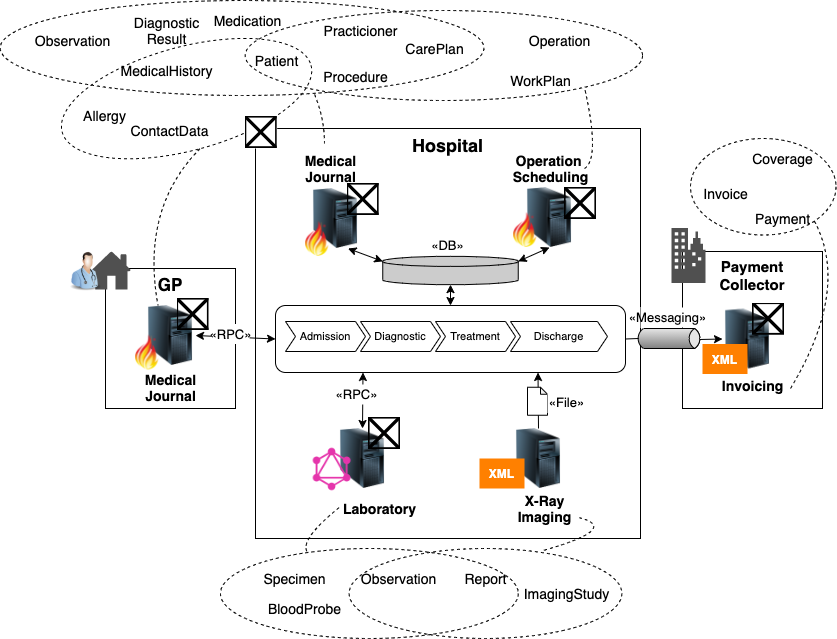 Observation
Diagnostic
Result
Medication
Practicioner
CarePlan
Operation
MedicalHistory
Patient
Procedure
WorkPlan
Allergy
ContactData
Hospital
Medical
Journal
Operation
Scheduling
Coverage
Invoice
Payment
«DB»
GP
Payment
Collector
Admission
Diagnostic
Treatment
Discharge
«RPC»
«Messaging»
XML
Medical
Journal
Invoicing
«RPC»
«File»
XML
Laboratory
X-Ray
Imaging
Specimen
Observation
Report
BloodProbe
ImagingStudy